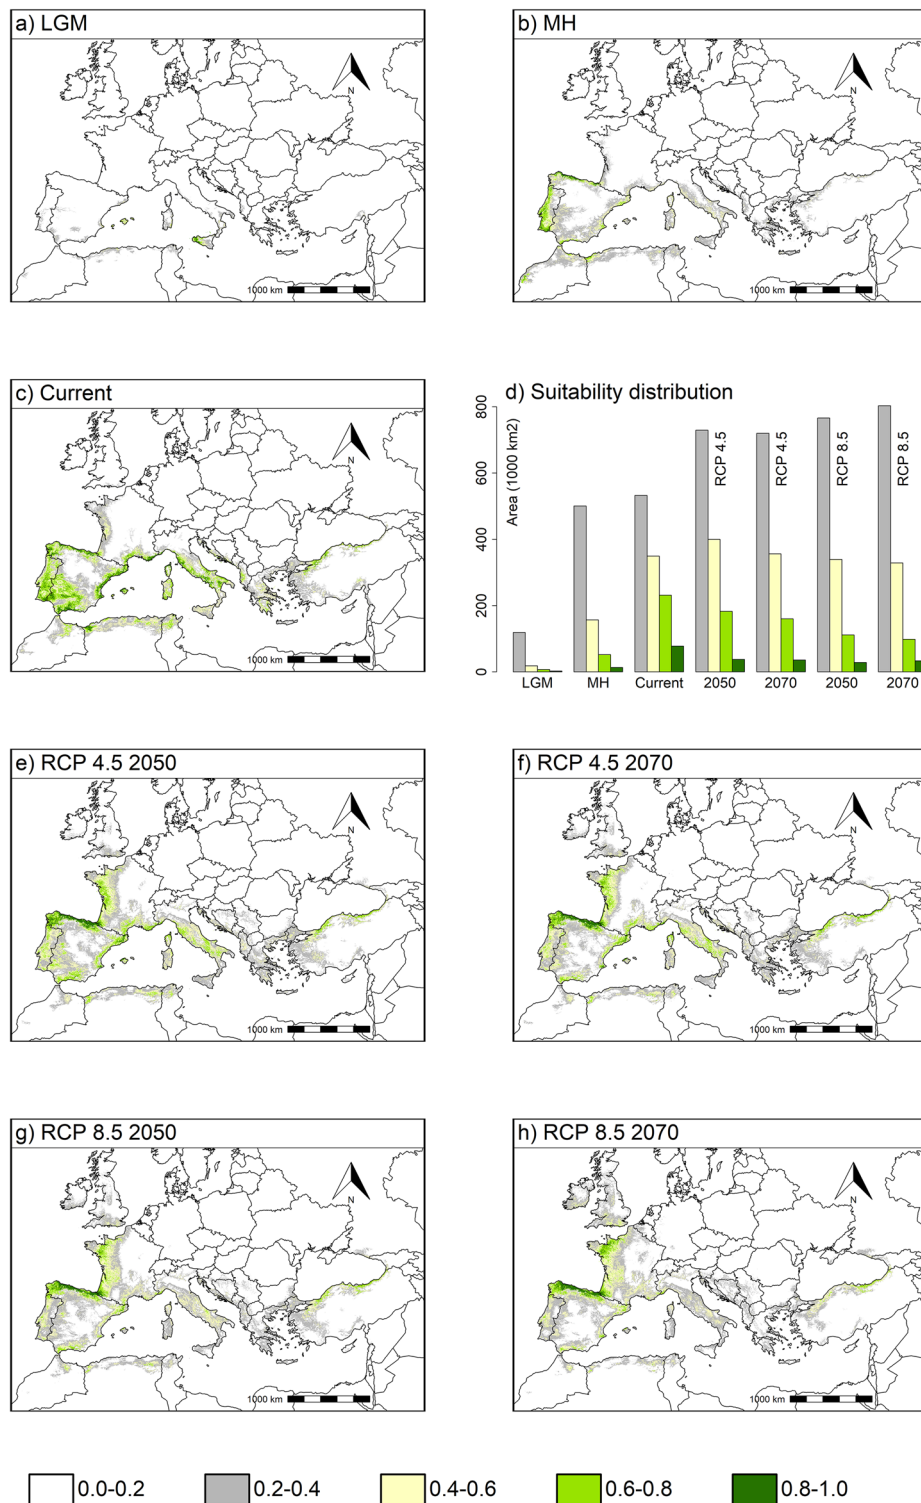 a) LGM
N
1000 km
b) MH
N
1000 km
c) Current
N
1000 km
d) Suitability distribution
Area (1000 km2)
800
600
400
200
0
RCP 4.5
RCP 4.5
RCP 8.5
RCP 8.5
LGM
MH
Current
2050
2070
2050
2070
e) RCP 4.5 2050
N
1000 km
f) RCP 4.5 2070
N
1000 km
g) RCP 8.5 2050
N
1000 km
h) RCP 8.5 2070
N
1000 km
0.0-0.2
0.2-0.4
0.4-0.6
0.6-0.8
0.8-1.0